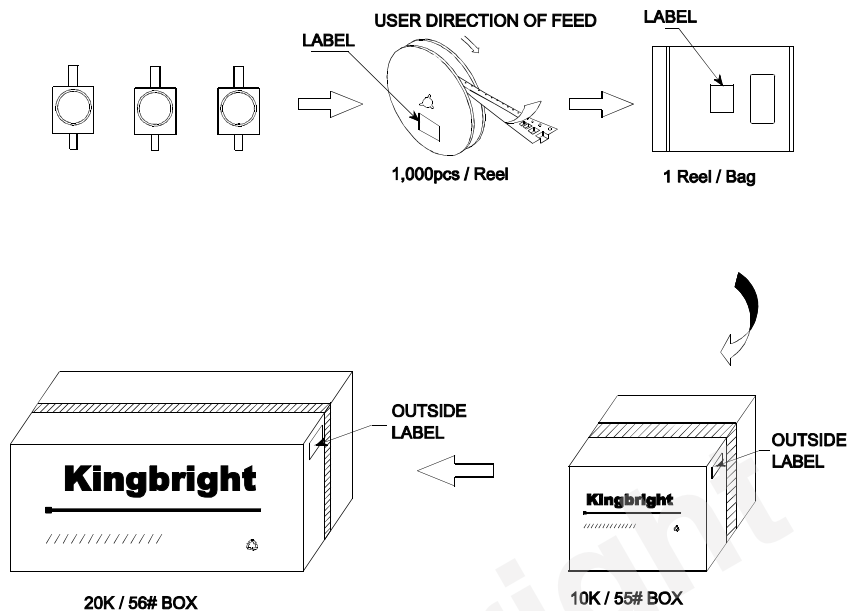 USER DIRECTION OF FEED
LABEL
LABEL
1,000pcs / Reel
1 Reel / Bag
OUTSIDE
LABEL
OUTSIDE
LABEL
Kingbright
Kingbright
20K / 56# BOX
10K / 55# BOX